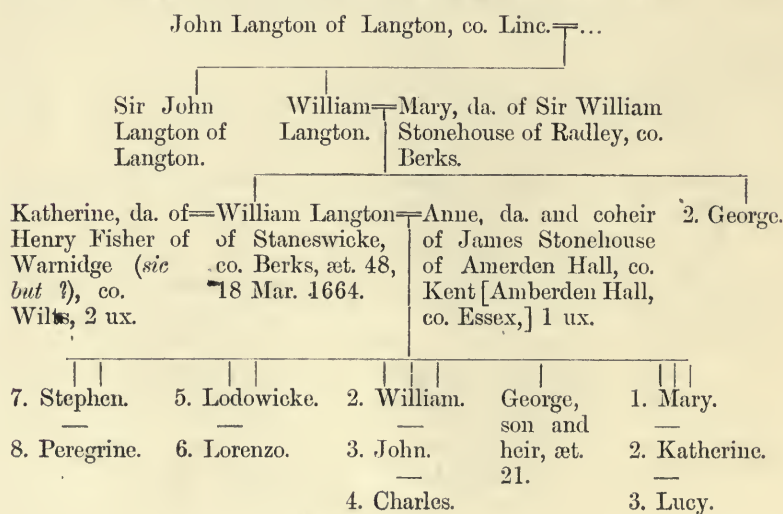 John Langton of Langton, co. Linc.=...
Sir John
Langton of
Langton.
William=Mary, da. of Sir William
Langton. Stonehouse of Radley, co.
Berks.
Katherine, da. of=William Langton=Anne, da. and coheir 2. George.
Henry Fisher of of Staneswicke, of James Stonehouse
Warnidge (sic co. Berks, æt. 48, of Amerden Hall, co.
but ?), co. 18 Mar. 1664. Kent [Amberden Hall,
Wilts, 2 ux. co. Essex,] 1 ux.
7. Stephen. 5. Lodowicke. 2. William. George, 1. Mary.
son and
8. Peregrine. 6. Lorenzo. 3. John. heir, æt. 2. Katherine.
21.
4. Charles. 3. Lucy.